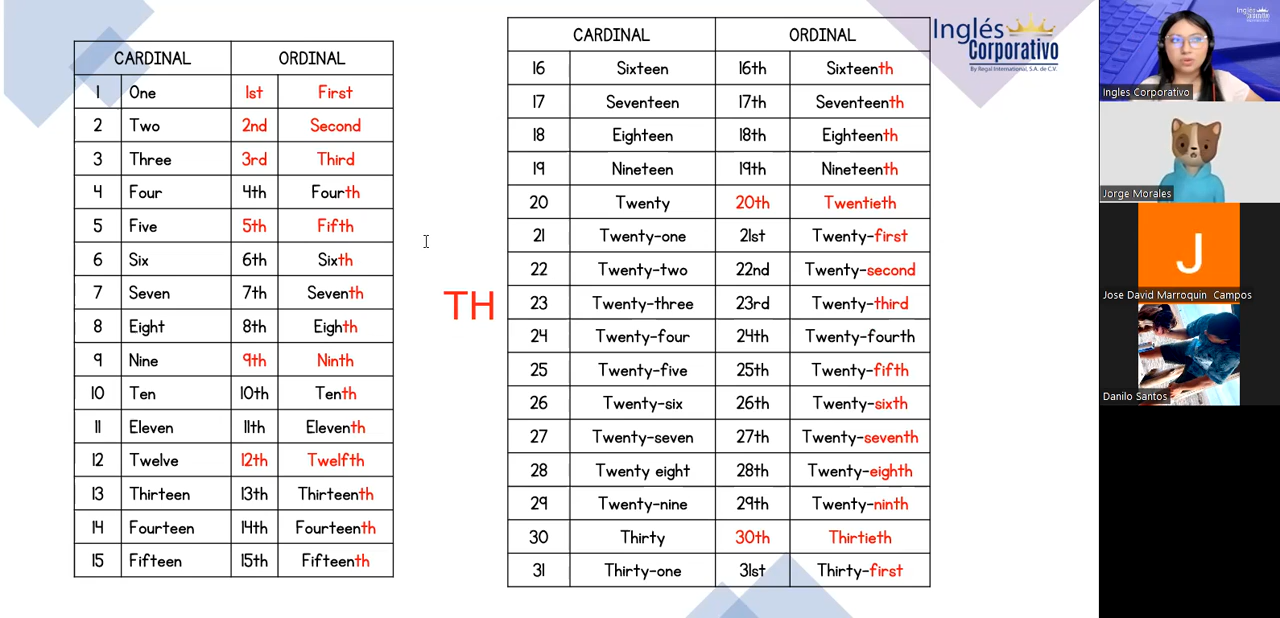 CARDINAL ORDINAL
1 One 1st First
2 Two 2nd Second
3 Three 3rd Third
4 Four 4th Fourth
5 Five 5th Fifth
6 Six 6th Sixth
7 Seven 7th Seventh
8 Eight 8th Eighth
9 Nine 9th Ninth
10 Ten 10th Tenth
11 Eleven 11th Eleventh
12 Twelve 12th Twelfth
13 Thirteen 13th Thirteenth
14 Fourteen 14th Fourteenth
15 Fifteen 15th Fifteenth
TH
CARDINAL ORDINAL
16 Sixteen 16th Sixteenth
17 Seventeen 17th Seventeenth
18 Eighteen 18th Eighteenth
19 Nineteen 19th Nineteenth
20 Twenty 20th Twentieth
21 Twenty-one 21st Twenty-first
22 Twenty-two 22nd Twenty-second
23 Twenty-three 23rd Twenty-third
24 Twenty-four 24th Twenty-fourth
25 Twenty-five 25th Twenty-fifth
26 Twenty-six 26th Twenty-sixth
27 Twenty-seven 27th Twenty-seventh
28 Twenty eight 28th Twenty-eighth
29 Twenty-nine 29th Twenty-ninth
30 Thirty 30th Thirtieth
31 Thirty-one 31st Thirty-first
Inglés
Corporativo
By Regal International, S.A. de C.V.
Inglés
Ingles Corporativo
Jorge Morales
J
Jose David Marroquin Campos
Danilo Santos